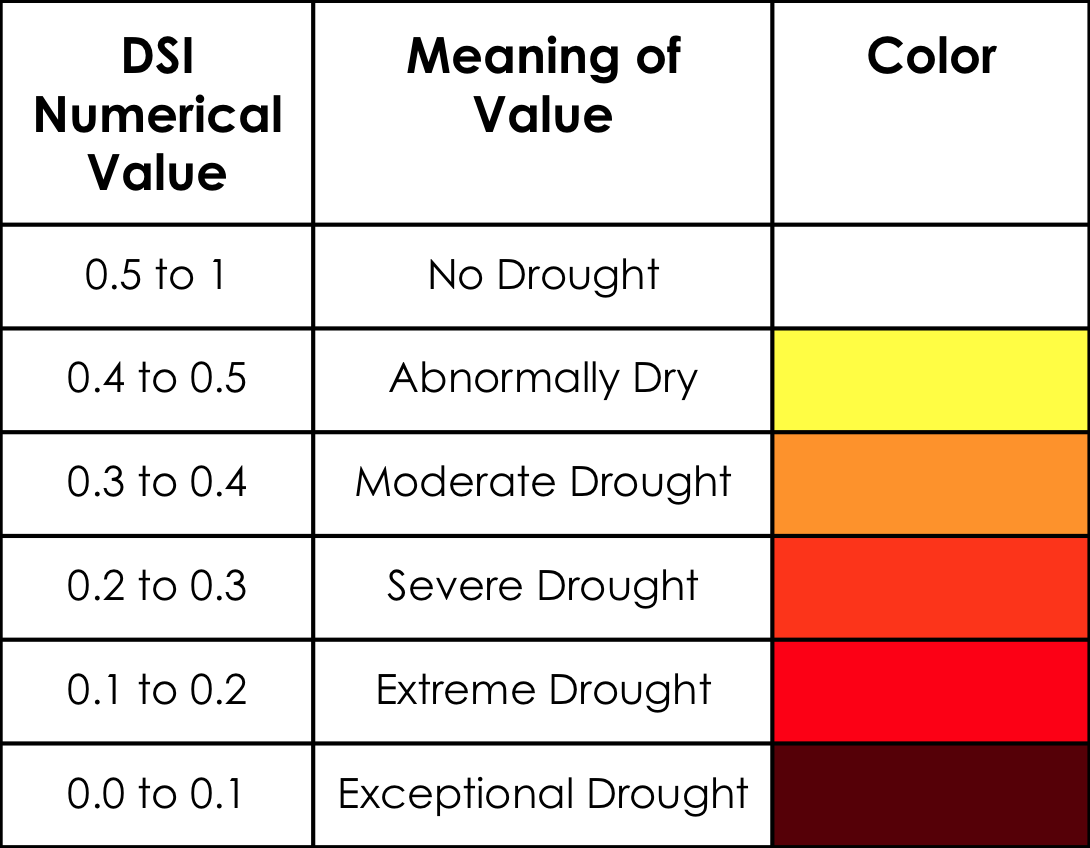 DSI
Numerical
Value
Meaning of
Value
Color
0.5 to 1
No Drought
0.4 to 0.5
Abnormally Dry
0.3 to 0.4
Moderate Drought
0.2 to 0.3
Severe Drought
0.1 to 0.2
Extreme Drought
0.0 to 0.1
Exceptional Drought